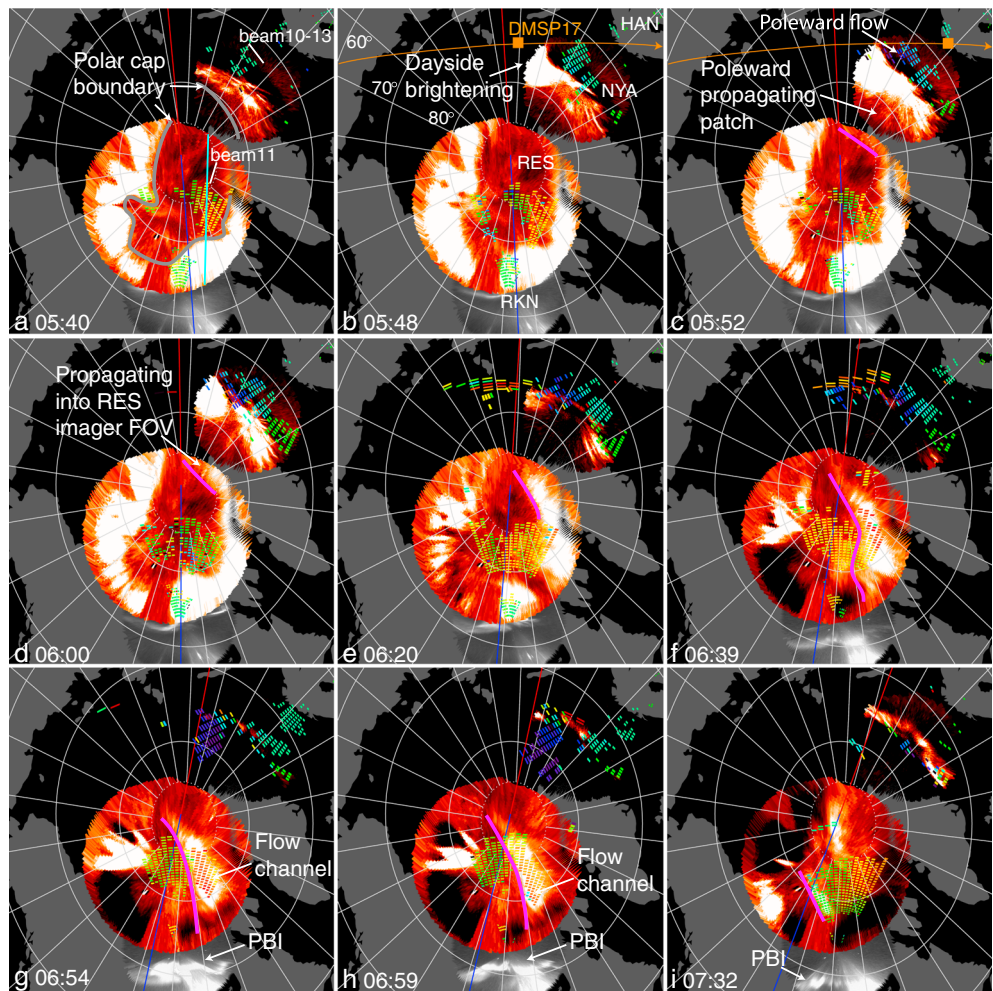 beam10-13
Polar cap
boundary
beam11
a 05:40
60°
DMSP17
HAN
Dayside
brightening
70°
80°
NYA
RES
RKN
b 05:48
Poleward flow
Poleward
propagating
patch
c 05:52
Propagating
into RES
imager FOV
d 06:00
e 06:20
f 06:39
Flow
channel
PBI
g 06:54
Flow
channel
PBI
h 06:59
PBI
i 07:32